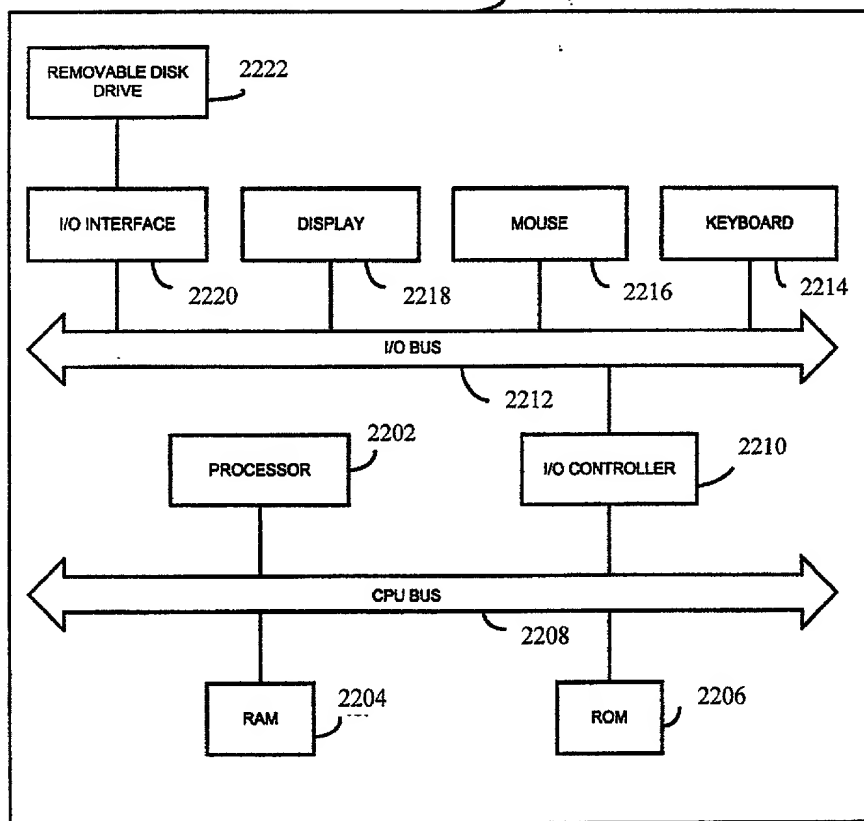 REMOVABLE DISK
DRIVE
2222
I/O INTERFACE
DISPLAY
MOUSE
KEYBOARD
2220
2218
2216
2214
I/O BUS
2212
2202
PROCESSOR
I/O CONTROLLER
2210
CPU BUS
2208
RAM
2204
ROM
2206